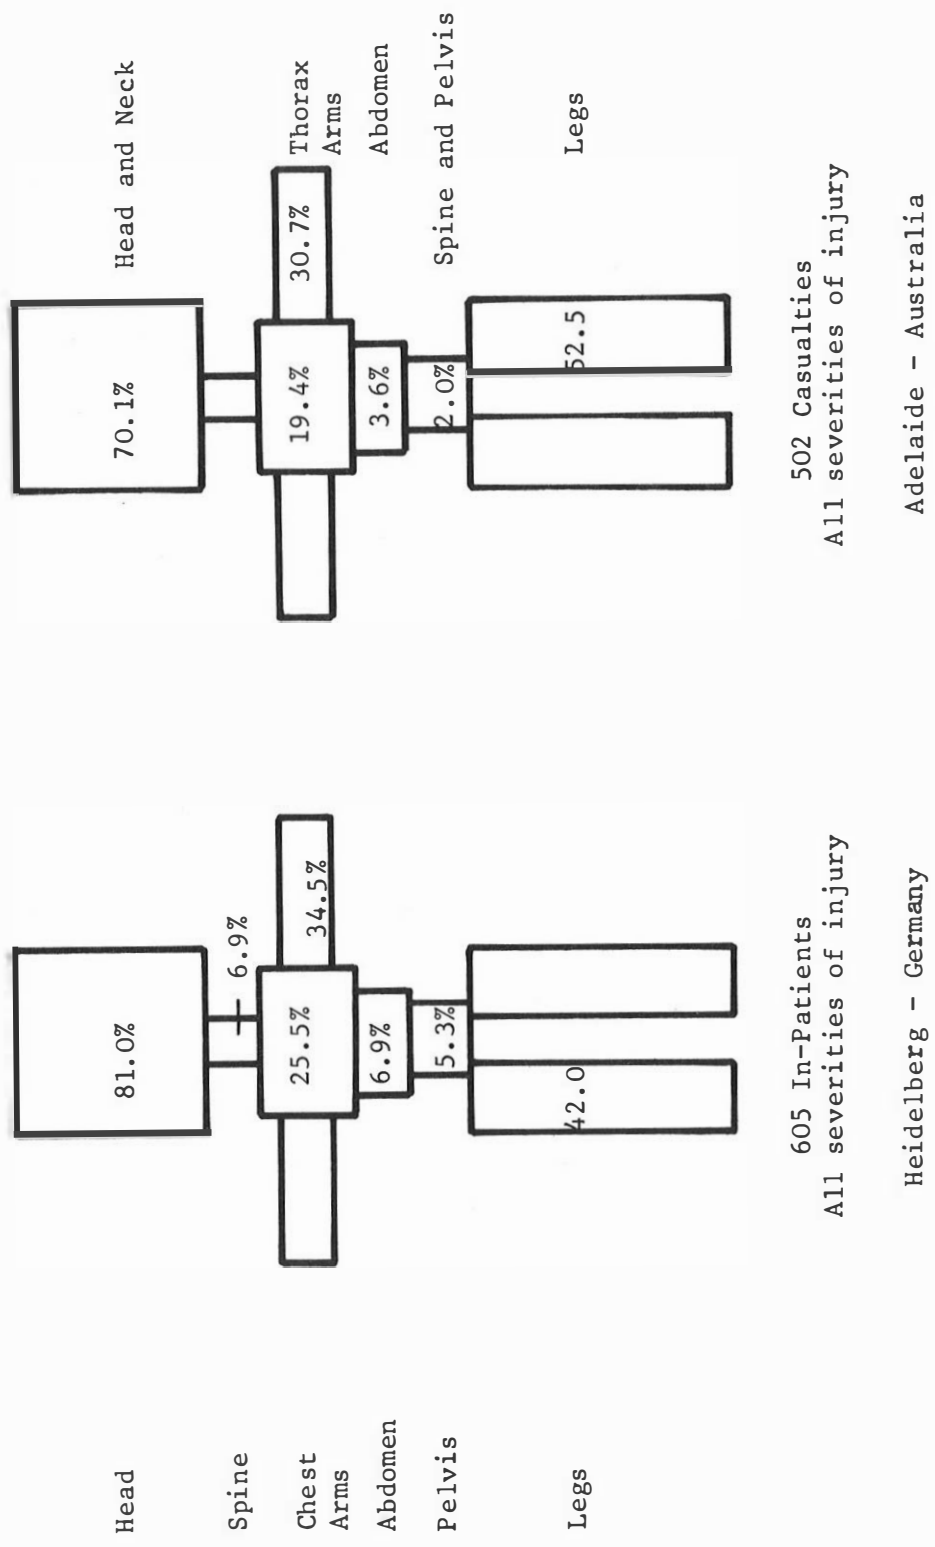 Head
81.0%
70.1%
Head and Neck
Spine
6.9%
Chest
25.5%
19.4%
30.7%
Thorax
Arms
34.5%
Arms
Abdomen
6.9%
3.6%
Abdomen
Pelvis
5.3%
2.0%
Spine and Pelvis
Legs
42.0
52.5
Legs
605 In-Patients
All severities of injury
502 Casualties
All severities of injury
Heidelberg - Germany
Adelaide - Australia